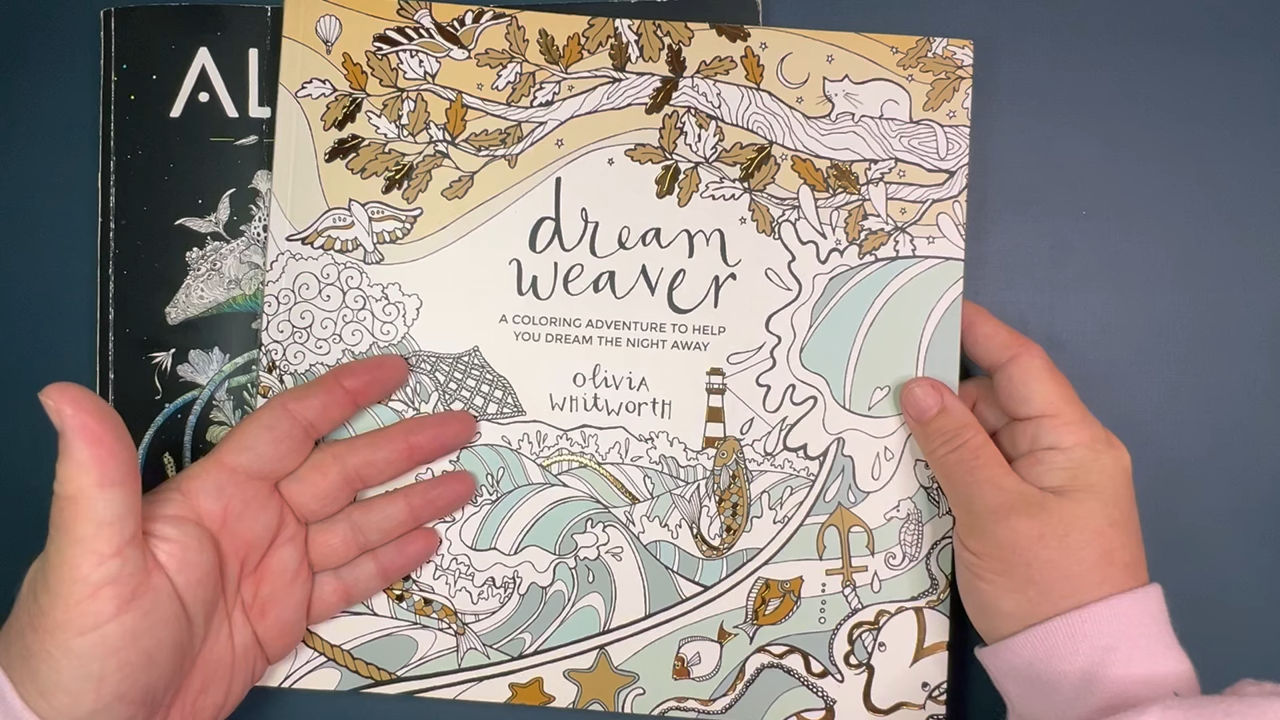 AL
dream
weaver
A COLORING ADVENTURE TO HELP
YOU DREAM THE NIGHT AWAY
olivia
WHITWORTH